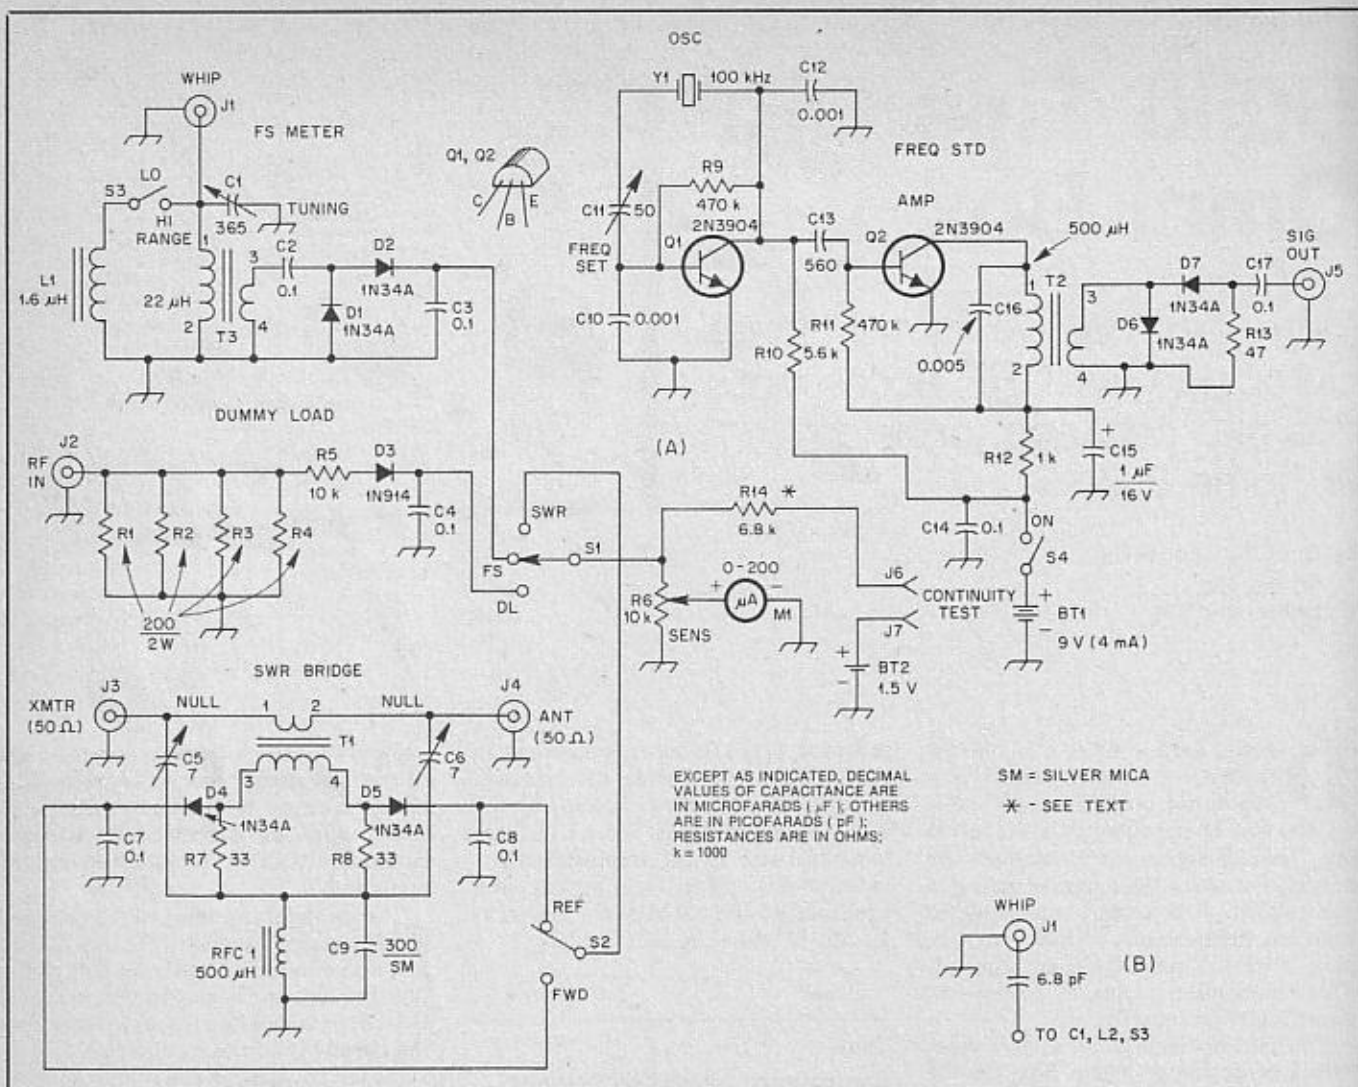 OSC
WHIP
J1
FS METER
Y1
100 kHz
C12
0.001
Q1, Q2
C
B
E
FREQ STD
S3
LO
HI
RANGE
C1
365
TUNING
R9
470 k
C11
50
FREQ
SET
Q1
2N3904
C13
560
AMP
Q2
2N3904
500 µH
SIG
OUT
J5
L1
1.6 µH
22 µH
1
2
T3
3
4
C2
0.1
D2
1N34A
D1
1N34A
C3
0.1
C10
0.001
R10
5.6 k
R11
470 k
C16
0.005
1
T2
2
3
4
D7
1N34A
D6
1N34A
C17
0.1
R13
47
DUMMY LOAD
(A)
J2
RF
IN
R5
10 k
D3
1N914
C4
0.1
R1
R2
R3
R4
200
2W
SWR
FS
DL
S1
R14 *
6.8 k
R12
1 k
+
C15
1 µF
16 V
C14
0.1
ON
S4
R6
10k
SENS
0-200
+
µA
-
M1
J6
CONTINUITY
TEST
J7
+
-
BT2
1.5 V
+
-
BT1
9 V (4 mA)
SWR BRIDGE
XMTR
(50 Ω)
J3
NULL
1
2
NULL
J4
ANT
(50 Ω)
T1
C5
7
3
4
C6
7
D4
1N34A
D5
1N34A
C7
0.1
R7
33
R8
33
C8
0.1
RFC 1
500 µH
C9
300
SM
REF
S2
FWD
EXCEPT AS INDICATED, DECIMAL
VALUES OF CAPACITANCE ARE
IN MICROFARADS ( µF ); OTHERS
ARE IN PICOFARADS ( pF );
RESISTANCES ARE IN OHMS;
k = 1000
SM = SILVER MICA
* - SEE TEXT
WHIP
J1
(B)
6.8 pF
TO C1, L2, S3